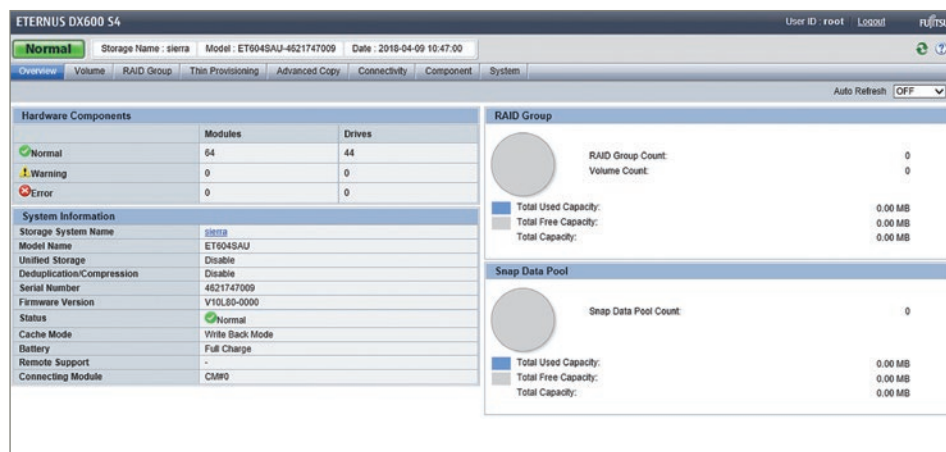 ETERNUS DX600 S4 User ID : root Logout FUJITSU
Normal Storage Name : sierra Model : ET604SAU-4621747009 Date : 2018-04-09 10:47:00
Overview Volume RAID Group Thin Provisioning Advanced Copy Connectivity Component System
Auto Refresh OFF
Hardware Components
Modules Drives
Normal 64 44
Warning 0 0
Error 0 0
System Information
Storage System Name sierra
Model Name ET604SAU
Unified Storage Disable
Deduplication/Compression Disable
Serial Number 4621747009
Firmware Version V10L80-0000
Status Normal
Cache Mode Write Back Mode
Battery Full Charge
Remote Support -
Connecting Module CM#0
RAID Group
RAID Group Count: 0
Volume Count: 0
Total Used Capacity: 0.00 MB
Total Free Capacity: 0.00 MB
Total Capacity: 0.00 MB
Snap Data Pool
Snap Data Pool Count: 0
Total Used Capacity: 0.00 MB
Total Free Capacity: 0.00 MB
Total Capacity: 0.00 MB